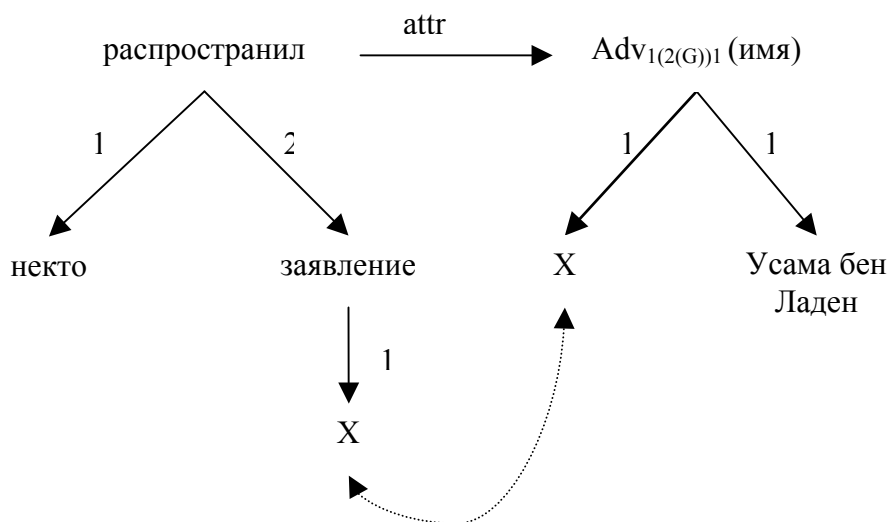 attr
распространил
Adv1(2(G))1 (имя)
1
2
1
1
некто
заявление
X
Усама бен
Ладен
1
X